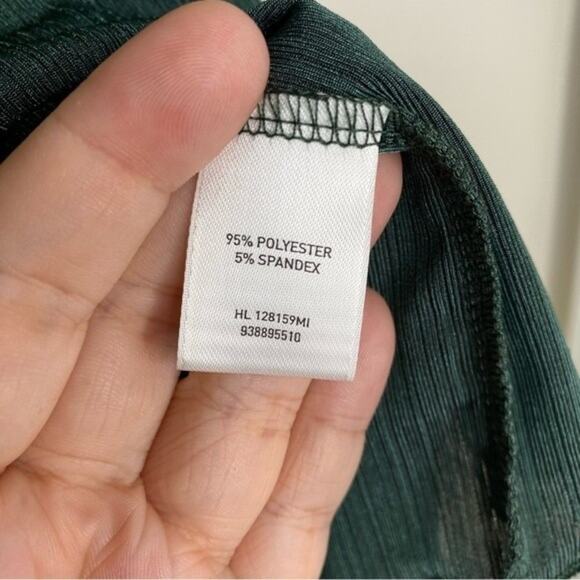 95% POLYESTER
5% SPANDEX
HL 128159MI
938895510